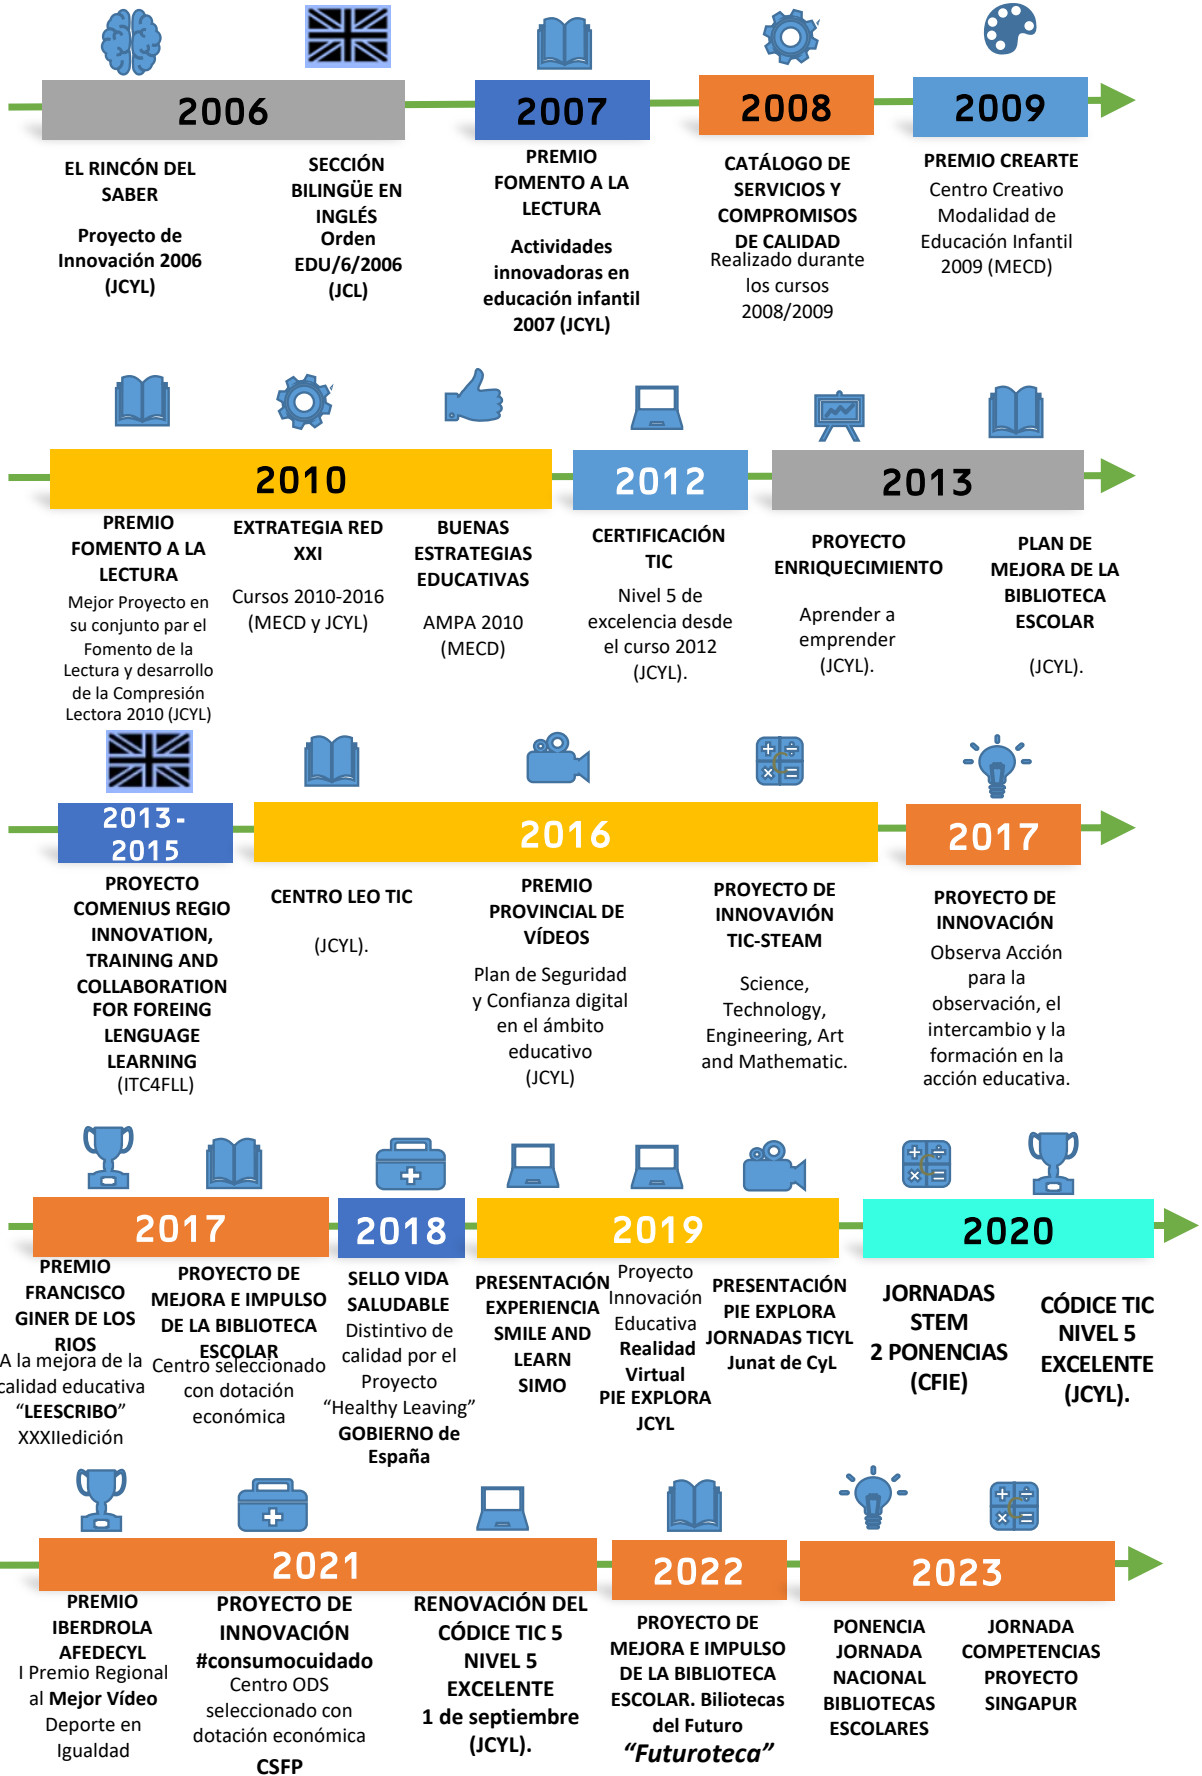 2006
2007
2008
2009
EL RINCÓN DEL
SABER
Proyecto de
Innovación 2006
(JCYL)
SECCIÓN
BILINGÜE EN
INGLÉS
Orden
EDU/6/2006
(JCL)
PREMIO
FOMENTO A LA
LECTURA
Actividades
innovadoras en
educación infantil
2007 (JCYL)
CATÁLOGO DE
SERVICIOS Y
COMPROMISOS
DE CALIDAD
Realizado durante
los cursos
2008/2009
PREMIO CREARTE
Centro Creativo
Modalidad de
Educación Infantil
2009 (MECD)
2010
2012
2013
PREMIO
FOMENTO A LA
LECTURA
Mejor Proyecto en
su conjunto par el
Fomento de la
Lectura y desarrollo
de la Compresión
Lectora 2010 (JCYL)
EXTRATEGIA RED
XXI
Cursos 2010-2016
(MECD y JCYL)
BUENAS
ESTRATEGIAS
EDUCATIVAS
AMPA 2010
(MECD)
CERTIFICACIÓN
TIC
Nivel 5 de
excelencia desde
el curso 2012
(JCYL).
PROYECTO
ENRIQUECIMIENTO
Aprender a
emprender
(JCYL).
PLAN DE
MEJORA DE LA
BIBLIOTECA
ESCOLAR
(JCYL).
2013-
2015
2016
2017
PROYECTO
COMENIUS REGIO
INNOVATION,
TRAINING AND
COLLABORATION
FOR FOREING
LENGUAGE
LEARNING
(ITC4FLL)
CENTRO LEO TIC
(JCYL).
PREMIO
PROVINCIAL DE
VÍDEOS
Plan de Seguridad
y Confianza digital
en el ámbito
educativo
(JCYL)
PROYECTO DE
INNOVAVIÓN
TIC-STEAM
Science,
Technology,
Engineering, Art
and Mathematic.
PROYECTO DE
INNOVACIÓN
Observa Acción
para la
observación, el
intercambio y la
formación en la
acción educativa.
2017
2018
2019
2020
PREMIO
FRANCISCO
GINER DE LOS
RIOS
A la mejora de la
calidad educativa
“LEESCRIBO”
XXXIIedición
PROYECTO DE
MEJORA E IMPULSO
DE LA BIBLIOTECA
ESCOLAR
Centro seleccionado
con dotación
económica
SELLO VIDA
SALUDABLE
Distintivo de
calidad por el
Proyecto
“Healthy Leaving”
GOBIERNO de
España
PRESENTACIÓN
EXPERIENCIA
SMILE AND
LEARN
SIMO
Proyecto
Innovación
Educativa
Realidad
Virtual
PIE EXPLORA
JCYL
PRESENTACIÓN
PIE EXPLORA
JORNADAS TICYL
Junat de CyL
JORNADAS
STEM
2 PONENCIAS
(CFIE)
CÓDICE TIC
NIVEL 5
EXCELENTE
(JCYL).
2021
2022
2023
PREMIO
IBERDROLA
AFEDECYL
I Premio Regional
al Mejor Vídeo
Deporte en
Igualdad
PROYECTO DE
INNOVACIÓN
#consumocuidado
Centro ODS
seleccionado con
dotación económica
CSFP
RENOVACIÓN DEL
CÓDICE TIC 5
NIVEL 5
EXCELENTE
1 de septiembre
(JCYL).
PROYECTO DE
MEJORA E IMPULSO
DE LA BIBLIOTECA
ESCOLAR. Biliotecas
del Futuro
“Futuroteca”
PONENCIA
JORNADA
NACIONAL
BIBLIOTECAS
ESCOLARES
JORNADA
COMPETENCIAS
PROYECTO
SINGAPUR